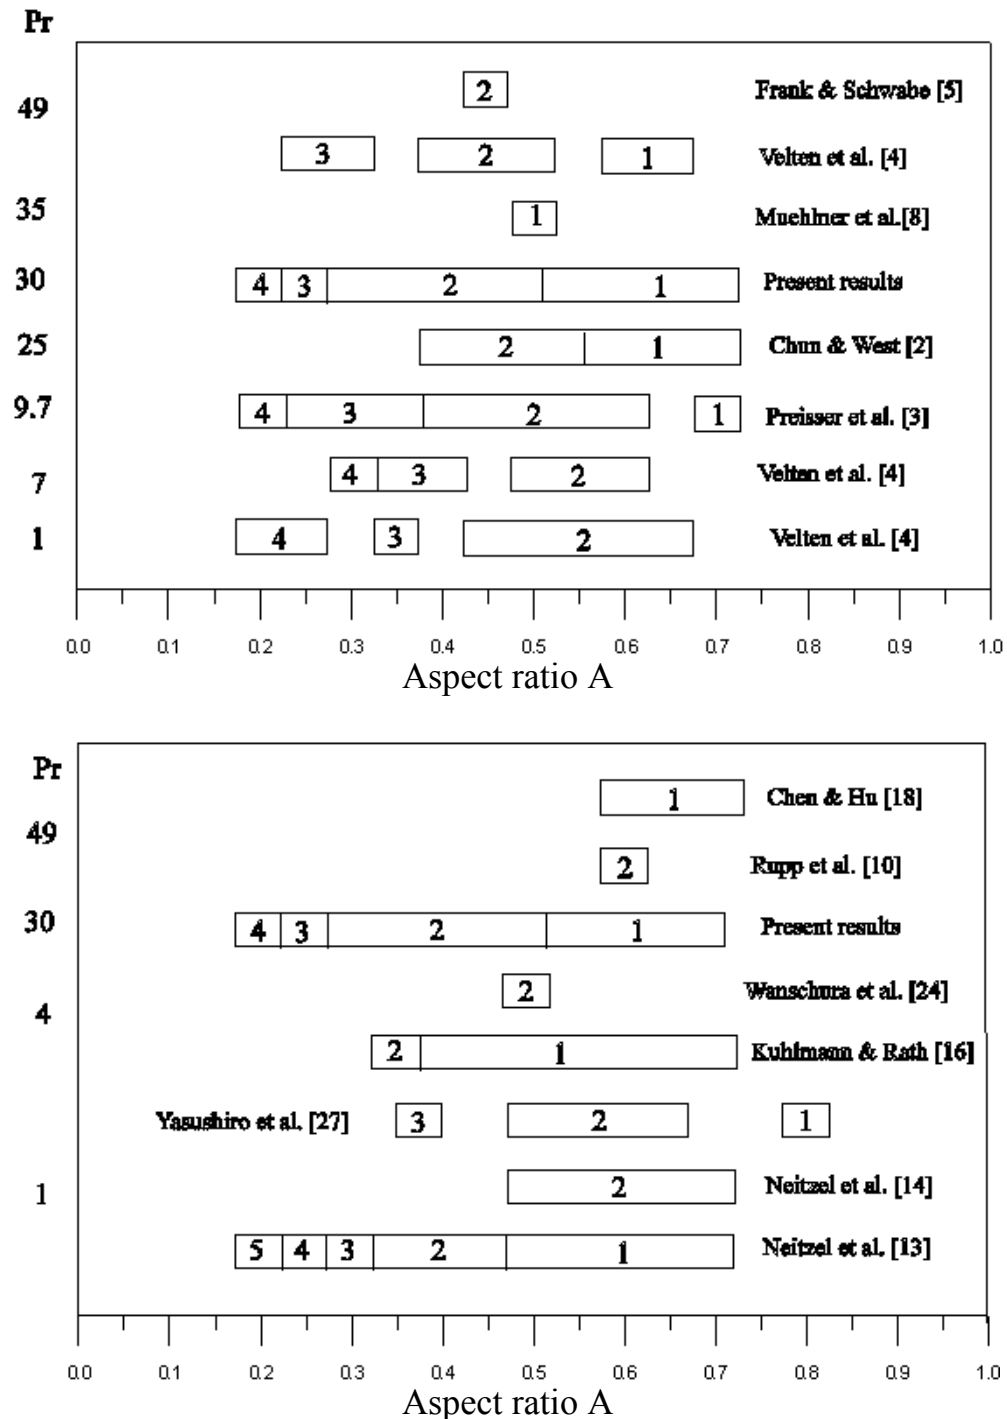 Pr
49
2
Frank & Schwabe [5]
3 2 1
Velten et al. [4]
35
1
Muehlner et al.[8]
30
4 3 2 1
Present results
25
2 1
Chun & West [2]
9.7
4 3 2 1
Preisser et al. [3]
7
4 3 2
Velten et al. [4]
1
4 3 2
Velten et al. [4]
0.0 0.1 0.2 0.3 0.4 0.5 0.6 0.7 0.8 0.9 1.0
Aspect ratio A
Pr
1
Chen & Hu [18]
49
2
Rupp et al. [10]
30
4 3 2 1
Present results
2
Wanschura et al. [24]
4
2 1
Kuhlmann & Rath [16]
Yasushiro et al. [27]
3 2 1
1
2
Neitzel et al. [14]
5 4 3 2 1
Neitzel et al. [13]
0.0 0.1 0.2 0.3 0.4 0.5 0.6 0.7 0.8 0.9 1.0
Aspect ratio A